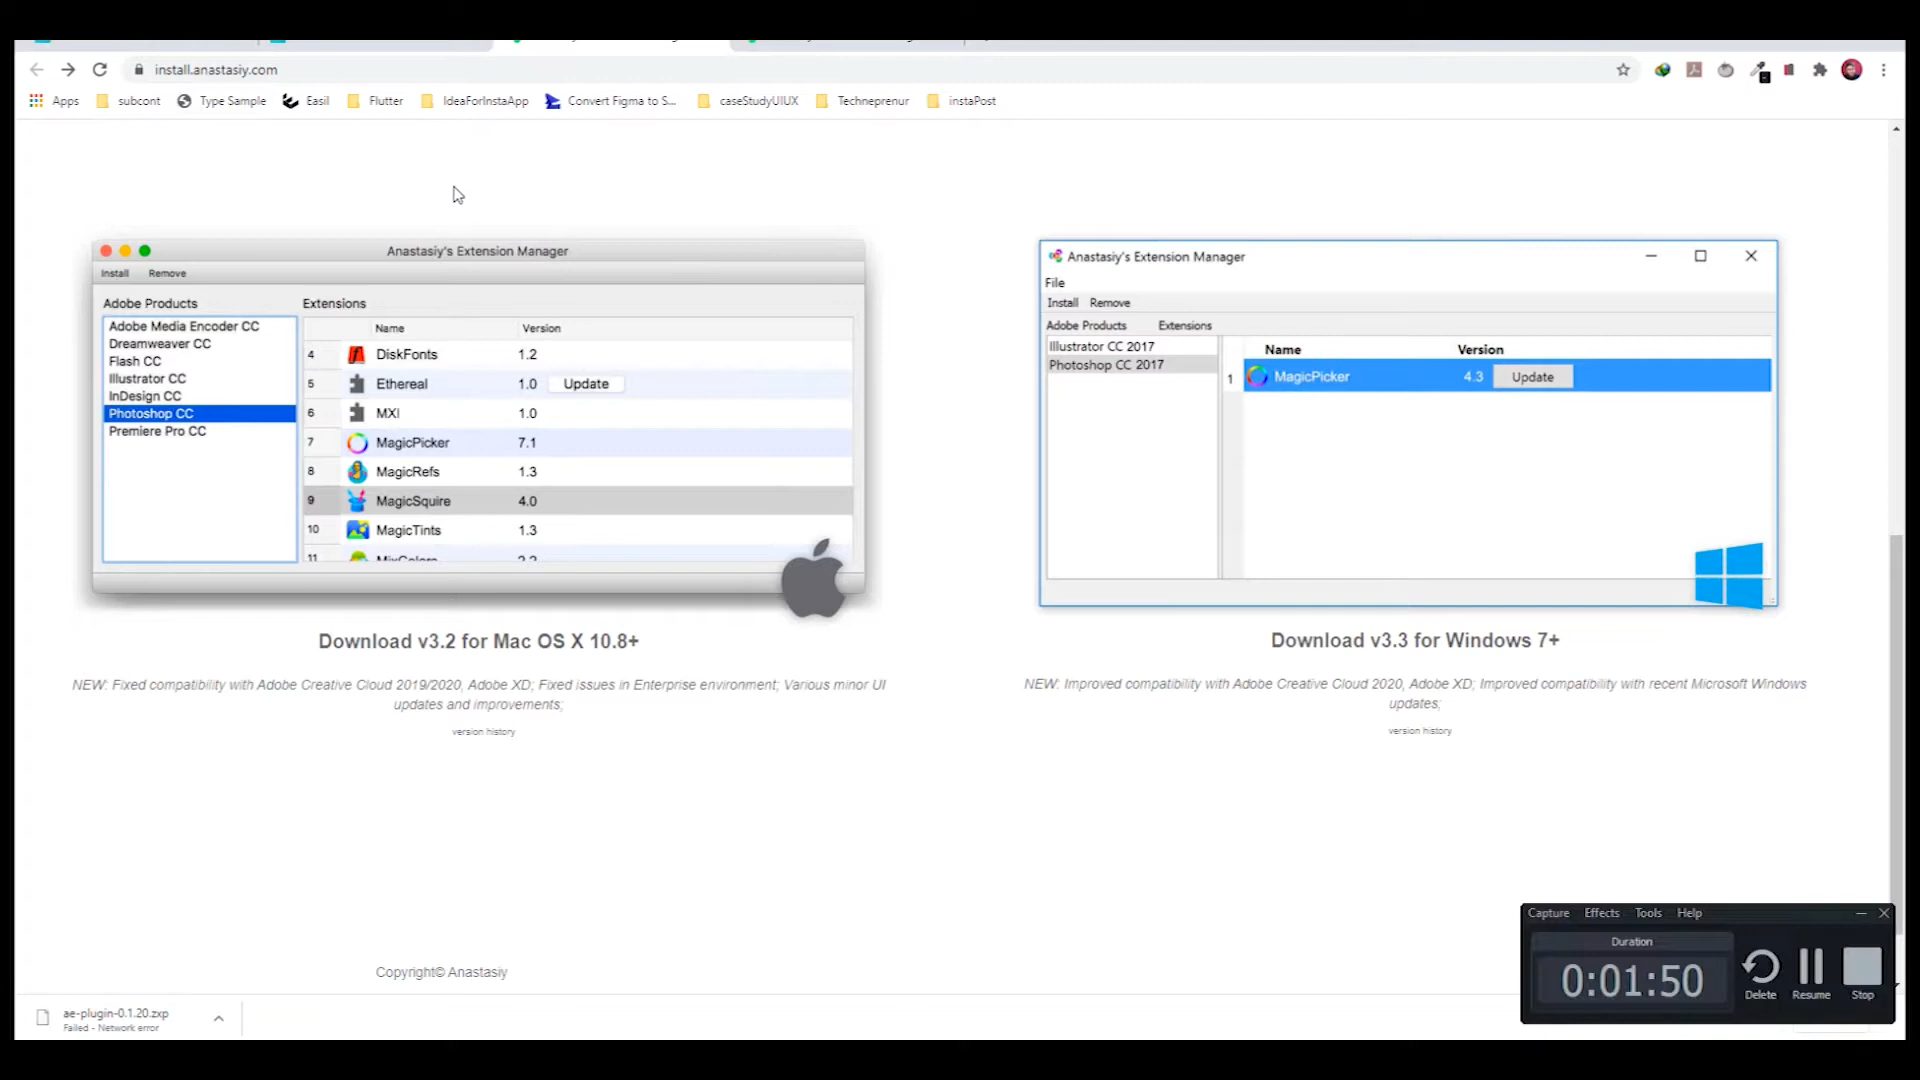 install.anastasiy.com
Apps subcont Type Sample Easil Flutter IdeaForInstaApp Convert Figma to S... caseStudyUIUX Techneprenur instaPost
Anastasiy's Extension Manager
Install Remove
Adobe Products Extensions
Adobe Media Encoder CC
Dreamweaver CC
Flash CC
Illustrator CC
InDesign CC
Photoshop CC
Premiere Pro CC
Name Version
4 DiskFonts 1.2
5 Ethereal 1.0 Update
6 MXI 1.0
7 MagicPicker 7.1
8 MagicRefs 1.3
9 MagicSquire 4.0
10 MagicTints 1.3
11 MixColors 2.2
Download v3.2 for Mac OS X 10.8+
NEW: Fixed compatibility with Adobe Creative Cloud 2019/2020, Adobe XD; Fixed issues in Enterprise environment; Various minor UI
updates and improvements;
version history
Anastasiy's Extension Manager
File
Install Remove
Adobe Products Extensions
Illustrator CC 2017
Photoshop CC 2017
Name Version
1 MagicPicker 4.3 Update
Download v3.3 for Windows 7+
NEW: Improved compatibility with Adobe Creative Cloud 2020, Adobe XD; Improved compatibility with recent Microsoft Windows
updates;
version history
Copyright© Anastasiy
ae-plugin-0.1.20.zxp
Failed - Network error
Capture Effects Tools Help
Duration
0:01:50
Delete Resume Stop